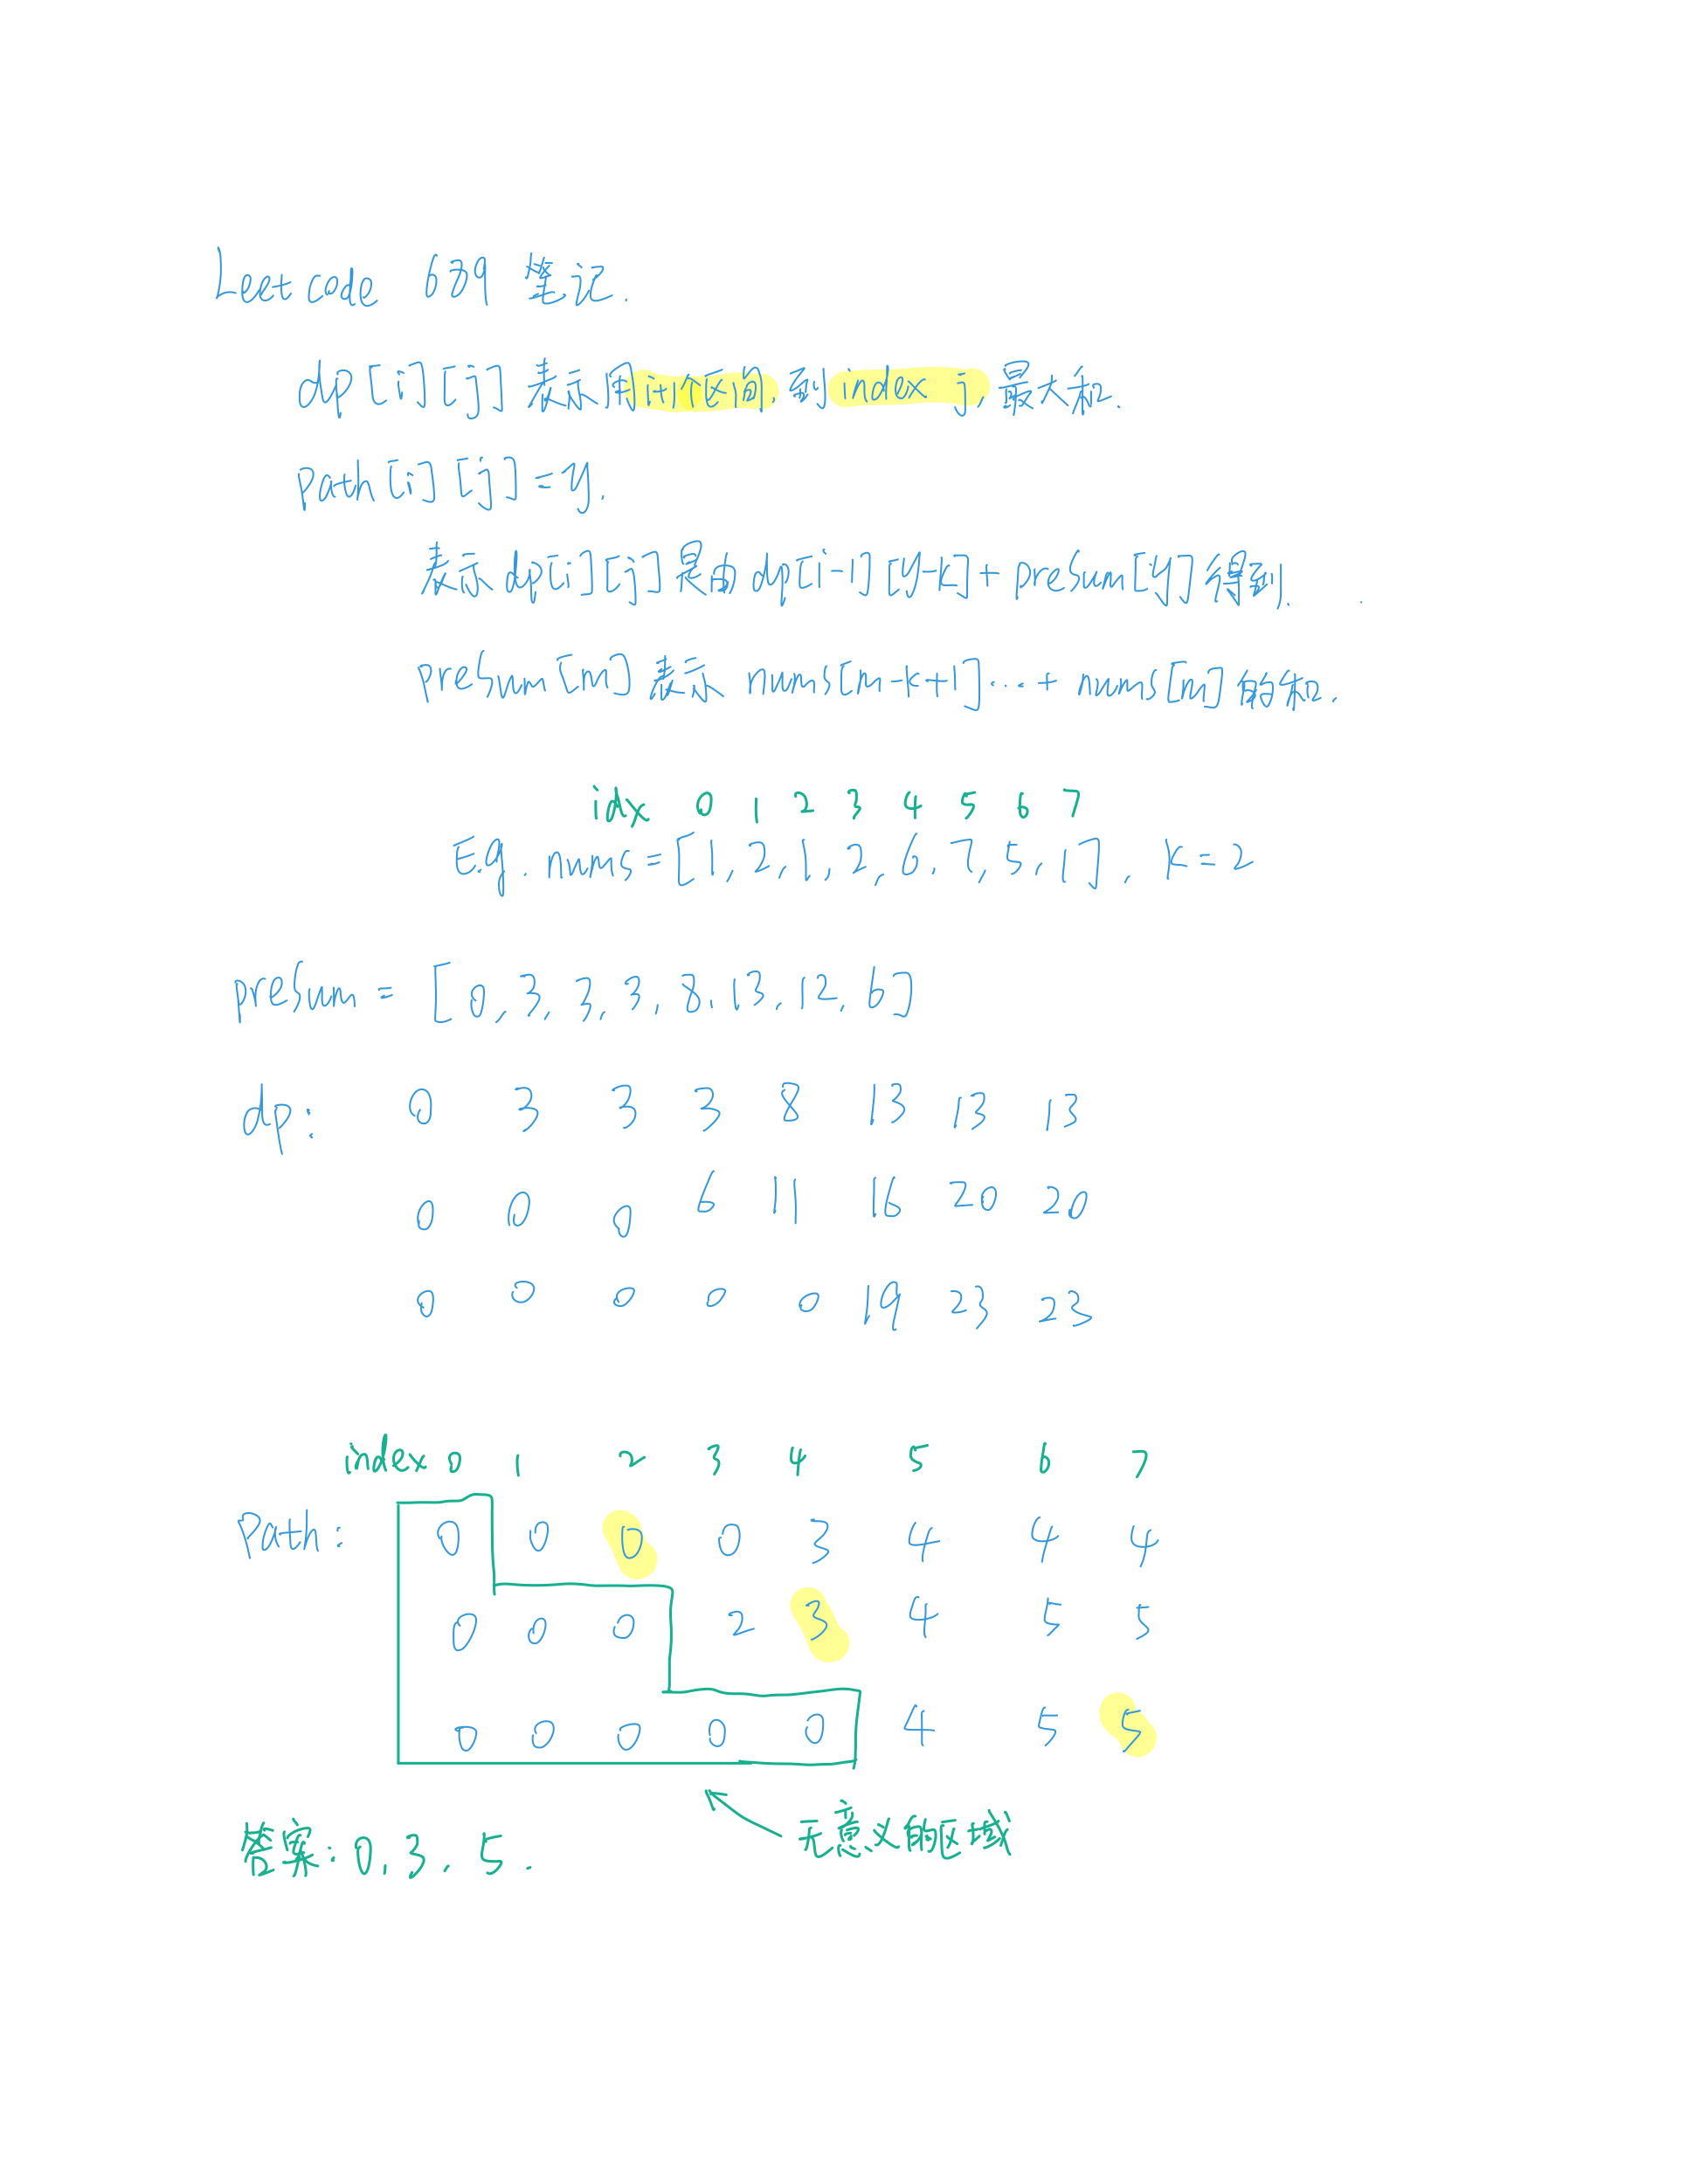 Leetcode 689 笔记.
dp[i][j] 表示用 i+1 个区间, 到 index j, 最大和.
path[i][j] = y.
表示 dp[i][j] 是由 dp[i-1][y-k] + preSum[y] 得到.
preSum[m] 表示 num[m-k+1]...+ nums[m] 的和.
idx 0 1 2 3 4 5 6 7
Eg. nums=[1,2,1,2,6,7,5,1], k=2
preSum = [0,3,3,3,8,13,12,6]
dp: 0 3 3 3 8 13 13 13
0 0 0 6 11 16 20 20
0 0 0 0 0 19 23 23
index 0 1 2 3 4 5 6 7
Path: 0 0 0 0 3 4 4 4
0 0 0 2 3 4 5 5
0 0 0 0 0 4 5 5
无意义的区域
答案: 0, 3, 5.